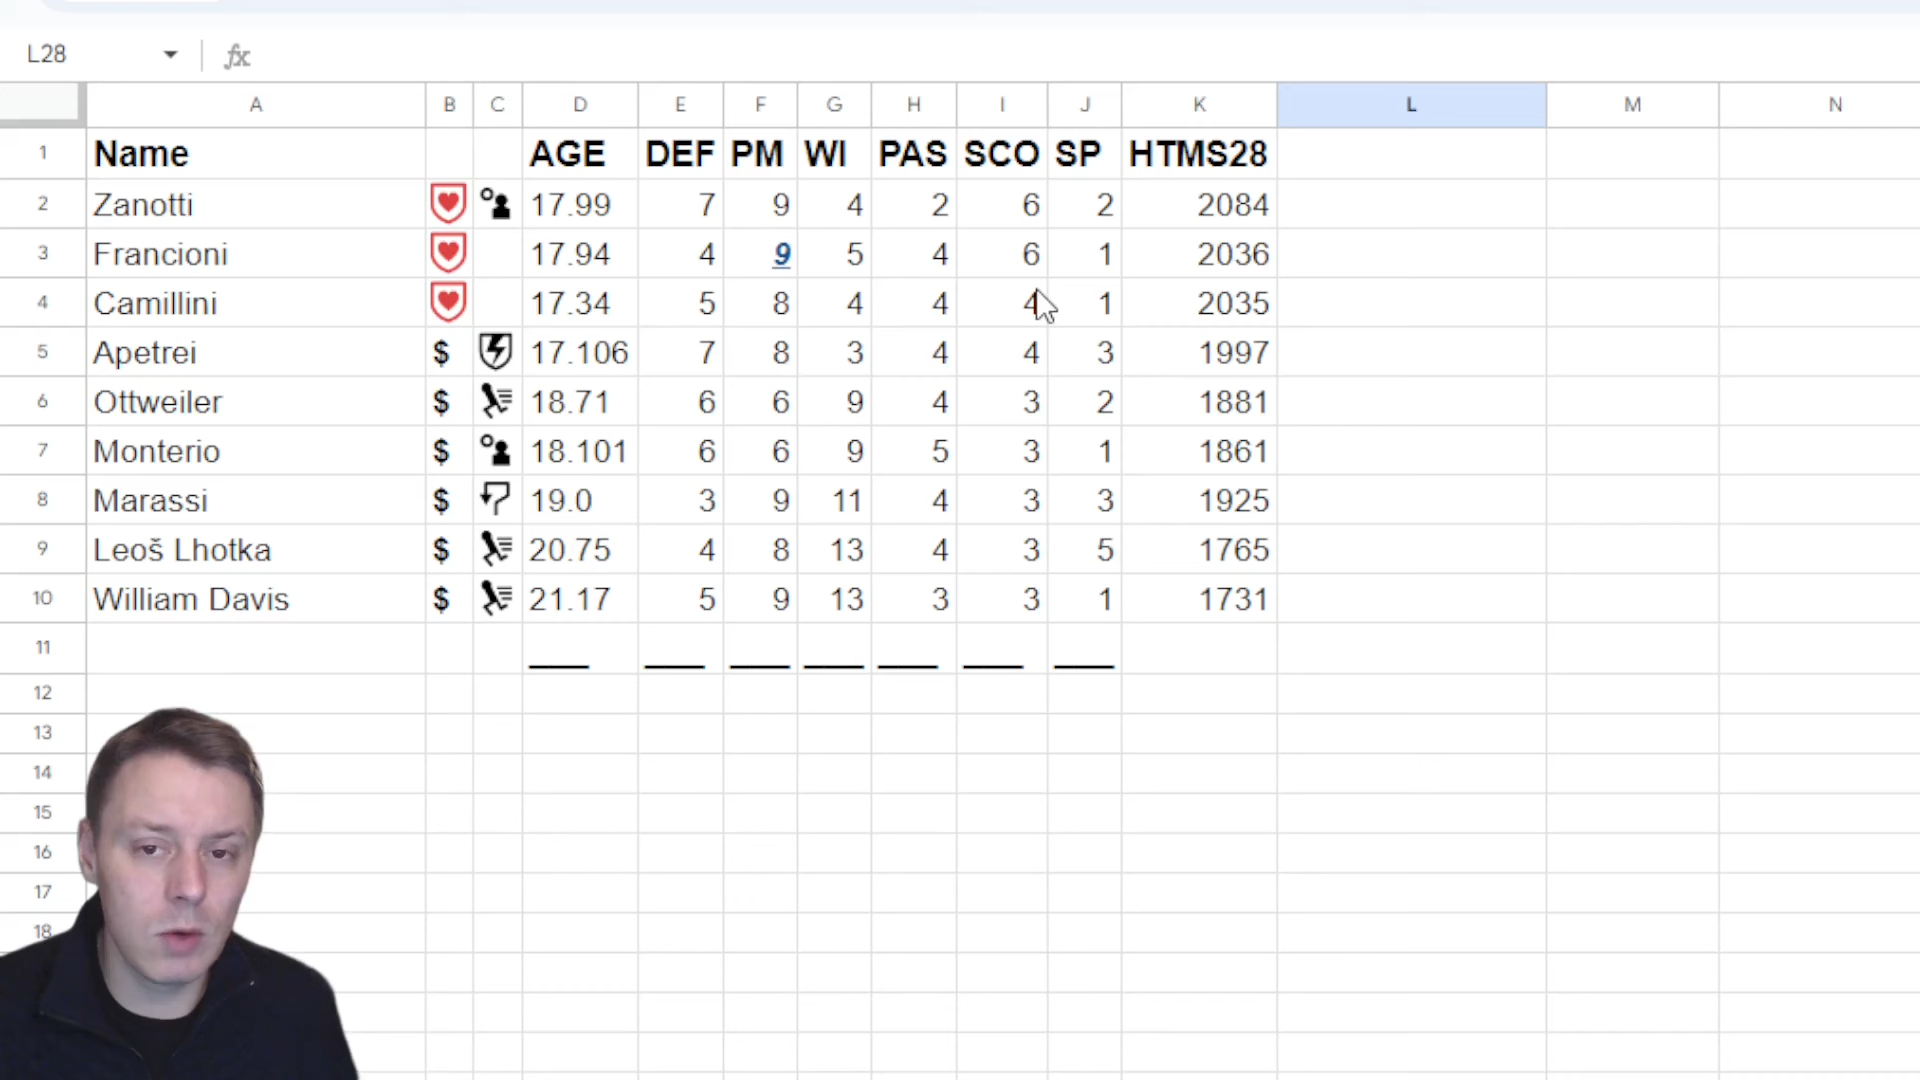 L28 fx
A B C D E F G H I J K L M N
1 Name AGE DEF PM WI PAS SCO SP HTMS28
2 Zanotti 17.99 7 9 4 2 6 2 2084
3 Francioni 17.94 4 9 5 4 6 1 2036
4 Camillini 17.34 5 8 4 4 4 1 2035
5 Apetrei $ 17.106 7 8 3 4 4 3 1997
6 Ottweiler $ 18.71 6 6 9 4 3 2 1881
7 Monterio $ 18.101 6 6 9 5 3 1 1861
8 Marassi $ 19.0 3 9 11 4 3 3 1925
9 Leoš Lhotka $ 20.75 4 8 13 4 3 5 1765
10 William Davis $ 21.17 5 9 13 3 3 1 1731
11
12
13
14
15
16
17
18